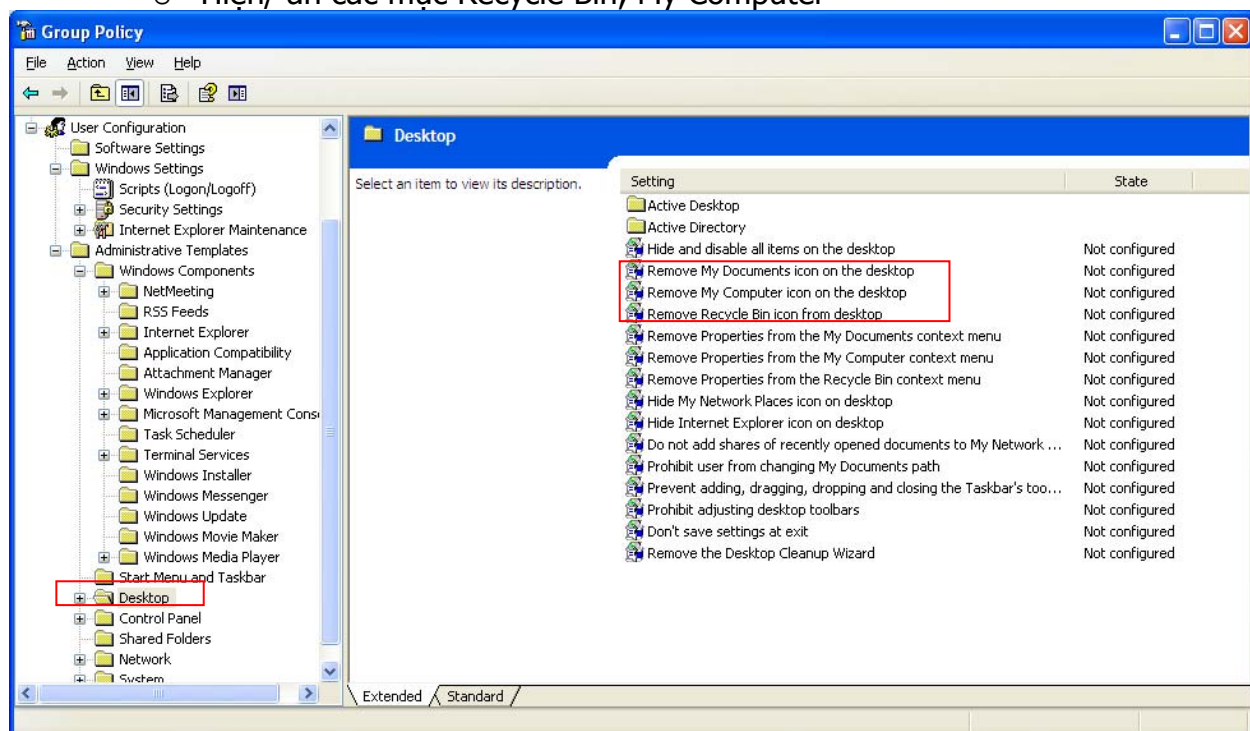 o Hiện/ ẩn các mục Recycle Bin, My Computer
Group Policy
File Action View Help
User Configuration
Software Settings
Windows Settings
Scripts (Logon/Logoff)
Security Settings
Internet Explorer Maintenance
Administrative Templates
Windows Components
NetMeeting
RSS Feeds
Internet Explorer
Application Compatibility
Attachment Manager
Windows Explorer
Microsoft Management Cons
Task Scheduler
Terminal Services
Windows Installer
Windows Messenger
Windows Update
Windows Movie Maker
Windows Media Player
Start Menu and Taskbar
Desktop
Control Panel
Shared Folders
Network
System
Desktop
Select an item to view its description.
Setting State
Active Desktop
Active Directory
Hide and disable all items on the desktop Not configured
Remove My Documents icon on the desktop Not configured
Remove My Computer icon on the desktop Not configured
Remove Recycle Bin icon from desktop Not configured
Remove Properties from the My Documents context menu Not configured
Remove Properties from the My Computer context menu Not configured
Remove Properties from the Recycle Bin context menu Not configured
Hide My Network Places icon on desktop Not configured
Hide Internet Explorer icon on desktop Not configured
Do not add shares of recently opened documents to My Network ... Not configured
Prohibit user from changing My Documents path Not configured
Prevent adding, dragging, dropping and closing the Taskbar's too... Not configured
Prohibit adjusting desktop toolbars Not configured
Don't save settings at exit Not configured
Remove the Desktop Cleanup Wizard Not configured
Extended Standard